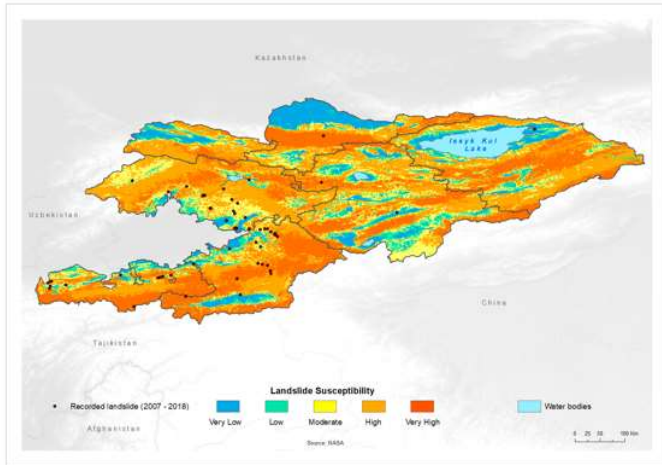 Kazakhstan
Issyk Kul
Lake
Uzbekistan
China
Tajikistan
Landslide Susceptibility
Recorded landslide (2007 - 2018)
Very Low
Low
Moderate
High
Very High
Water bodies
Afghanistan
Source: NASA
0 25 50 100 Km